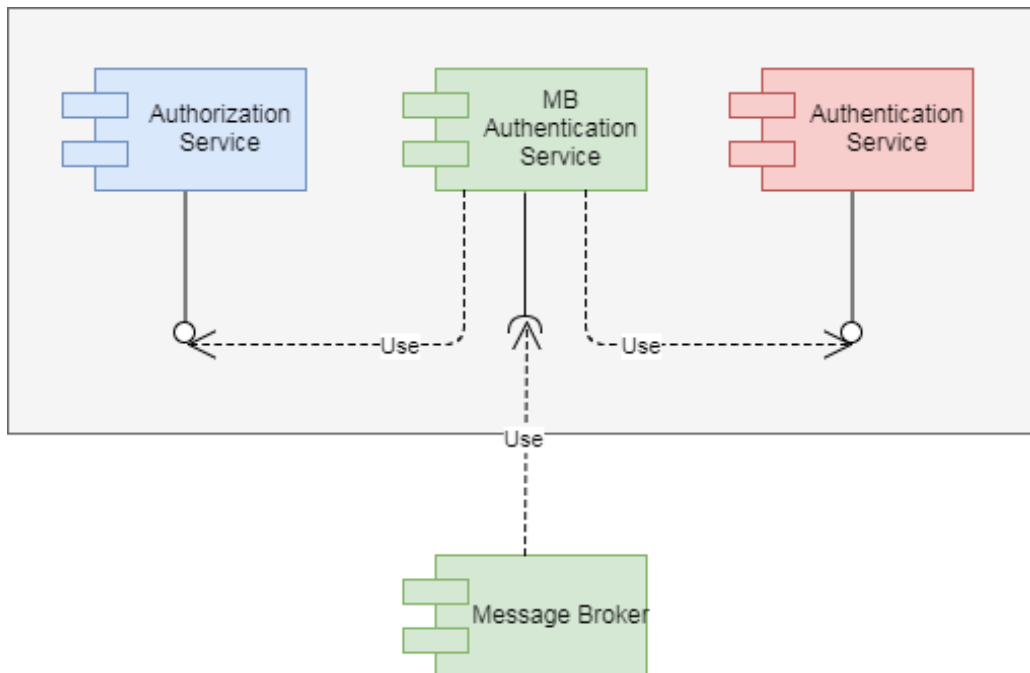 Authorization
Service
MB
Authentication
Service
Authentication
Service
Use
Use
Use
Message Broker